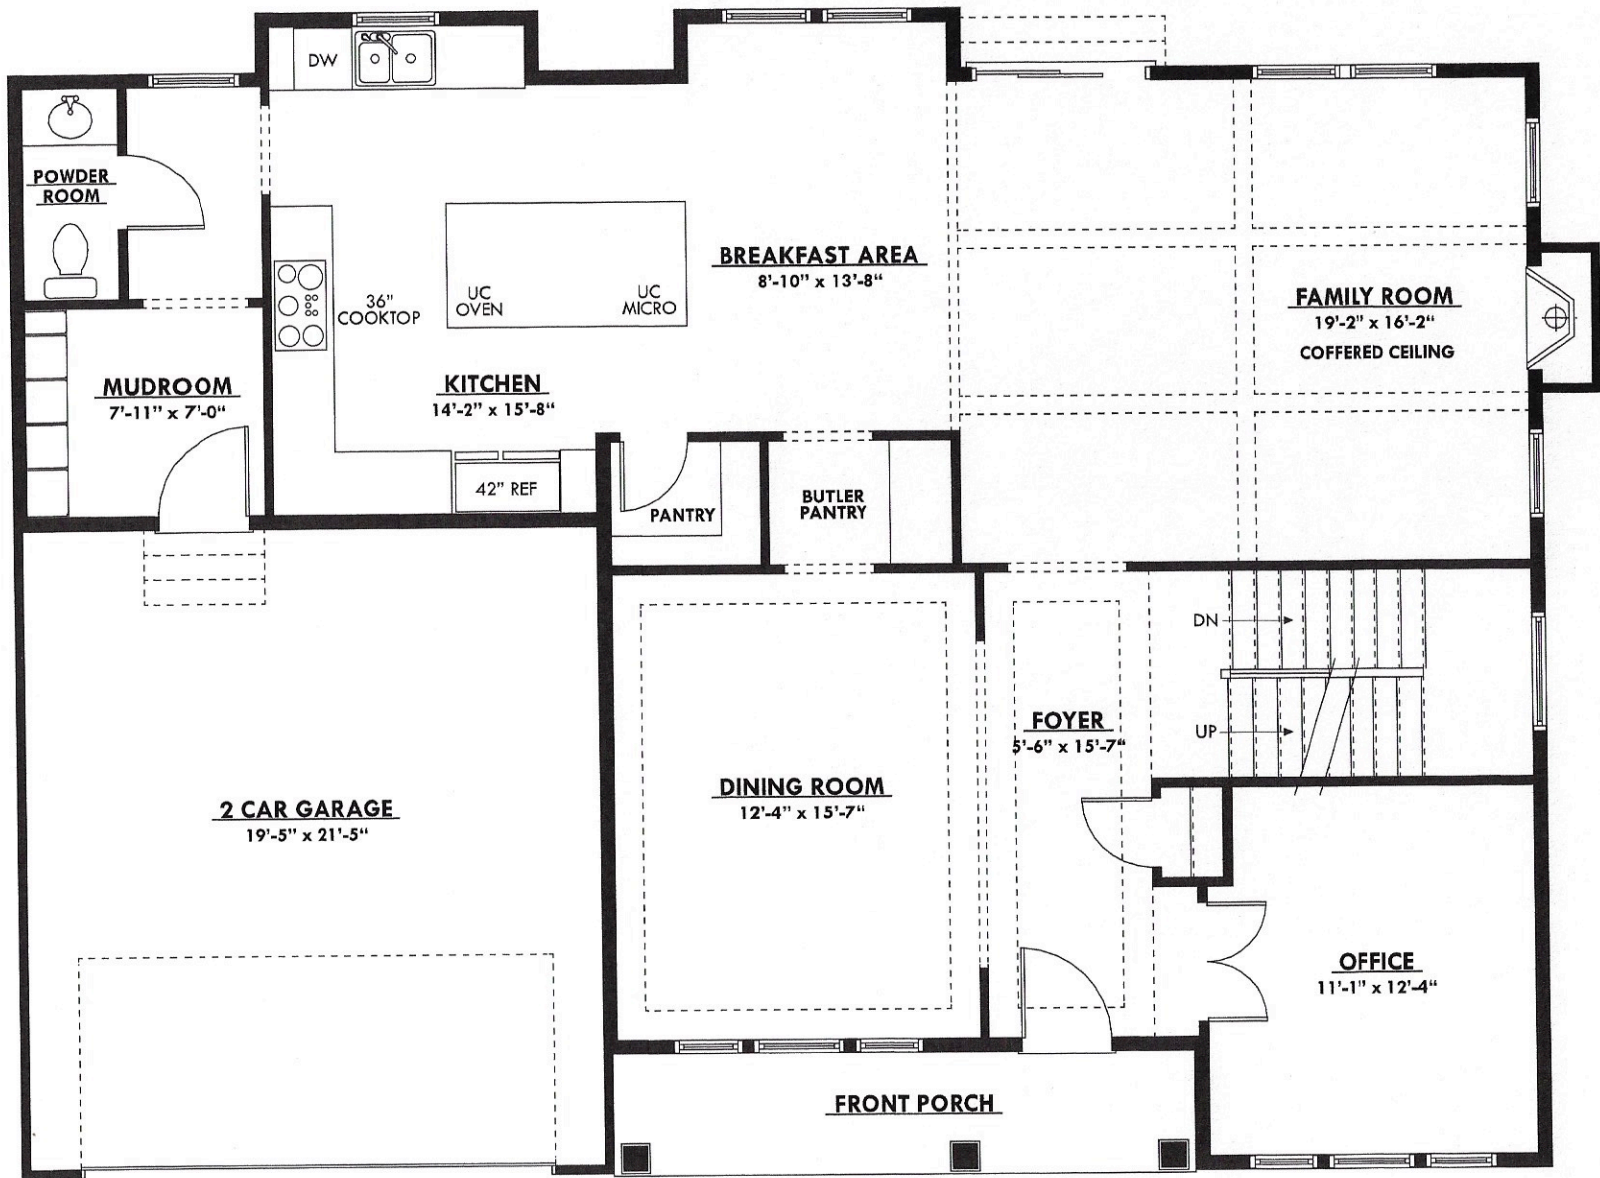 DW
POWDER
ROOM
BREAKFAST AREA
8'-10" x 13'-8"
UC
OVEN
UC
MICRO
36"
COOKTOP
FAMILY ROOM
19'-2" x 16'-2"
COFFERED CEILING
MUDROOM
7'-11" x 7'-0"
KITCHEN
14'-2" x 15'-8"
42" REF
PANTRY
BUTLER
PANTRY
DN
UP
FOYER
5'-6" x 15'-7"
DINING ROOM
12'-4" x 15'-7"
2 CAR GARAGE
19'-5" x 21'-5"
OFFICE
11'-1" x 12'-4"
FRONT PORCH